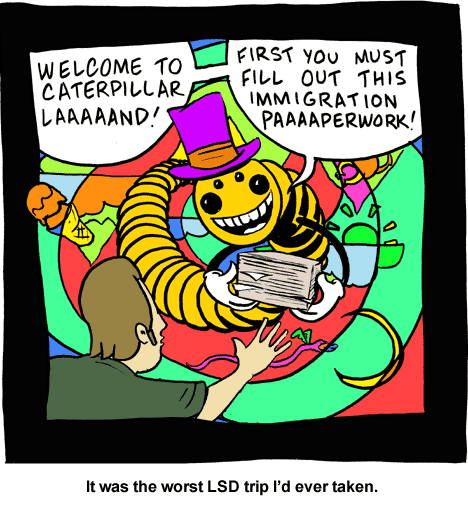 WELCOME TO
CATERPILLAR
LAAAAAND!
FIRST YOU MUST
FILL OUT THIS
IMMIGRATION
PAAAAPERWORK!
It was the worst LSD trip I'd ever taken.